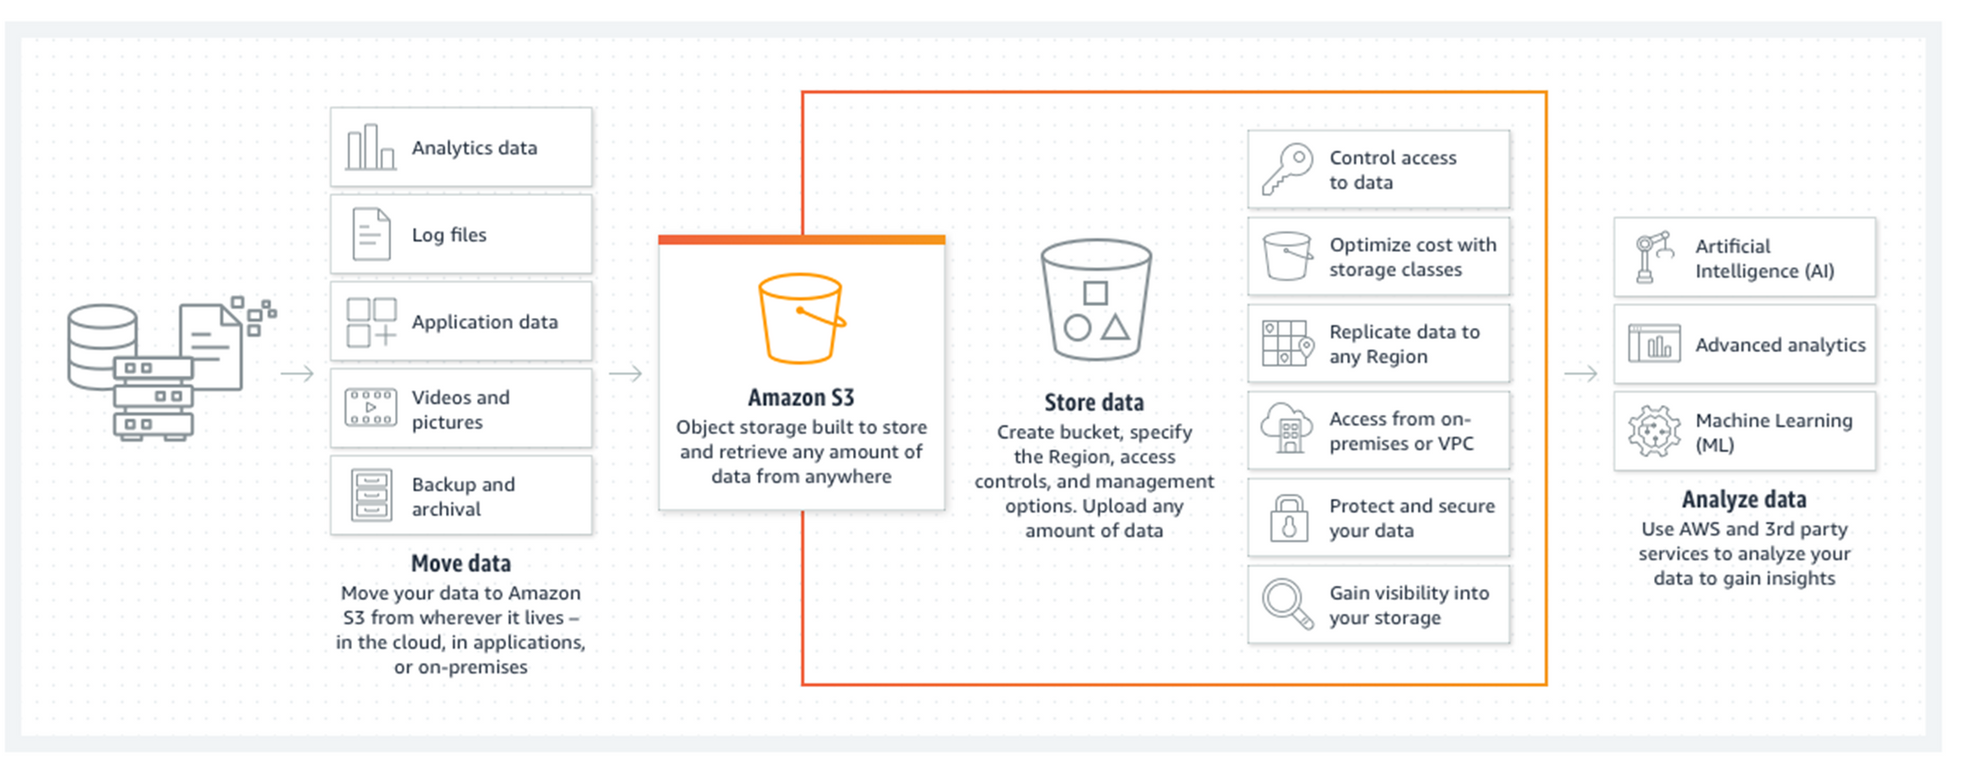 Analytics data
Log files
Application data
Videos and
pictures
Backup and
archival
Move data
Move your data to Amazon
S3 from wherever it lives –
in the cloud, in applications,
or on-premises
Amazon S3
Object storage built to store
and retrieve any amount of
data from anywhere
Store data
Create bucket, specify
the Region, access
controls, and management
options. Upload any
amount of data
Control access
to data
Optimize cost with
storage classes
Replicate data to
any Region
Access from on-
premises or VPC
Protect and secure
your data
Gain visibility into
your storage
Artificial
Intelligence (AI)
Advanced analytics
Machine Learning
(ML)
Analyze data
Use AWS and 3rd party
services to analyze your
data to gain insights